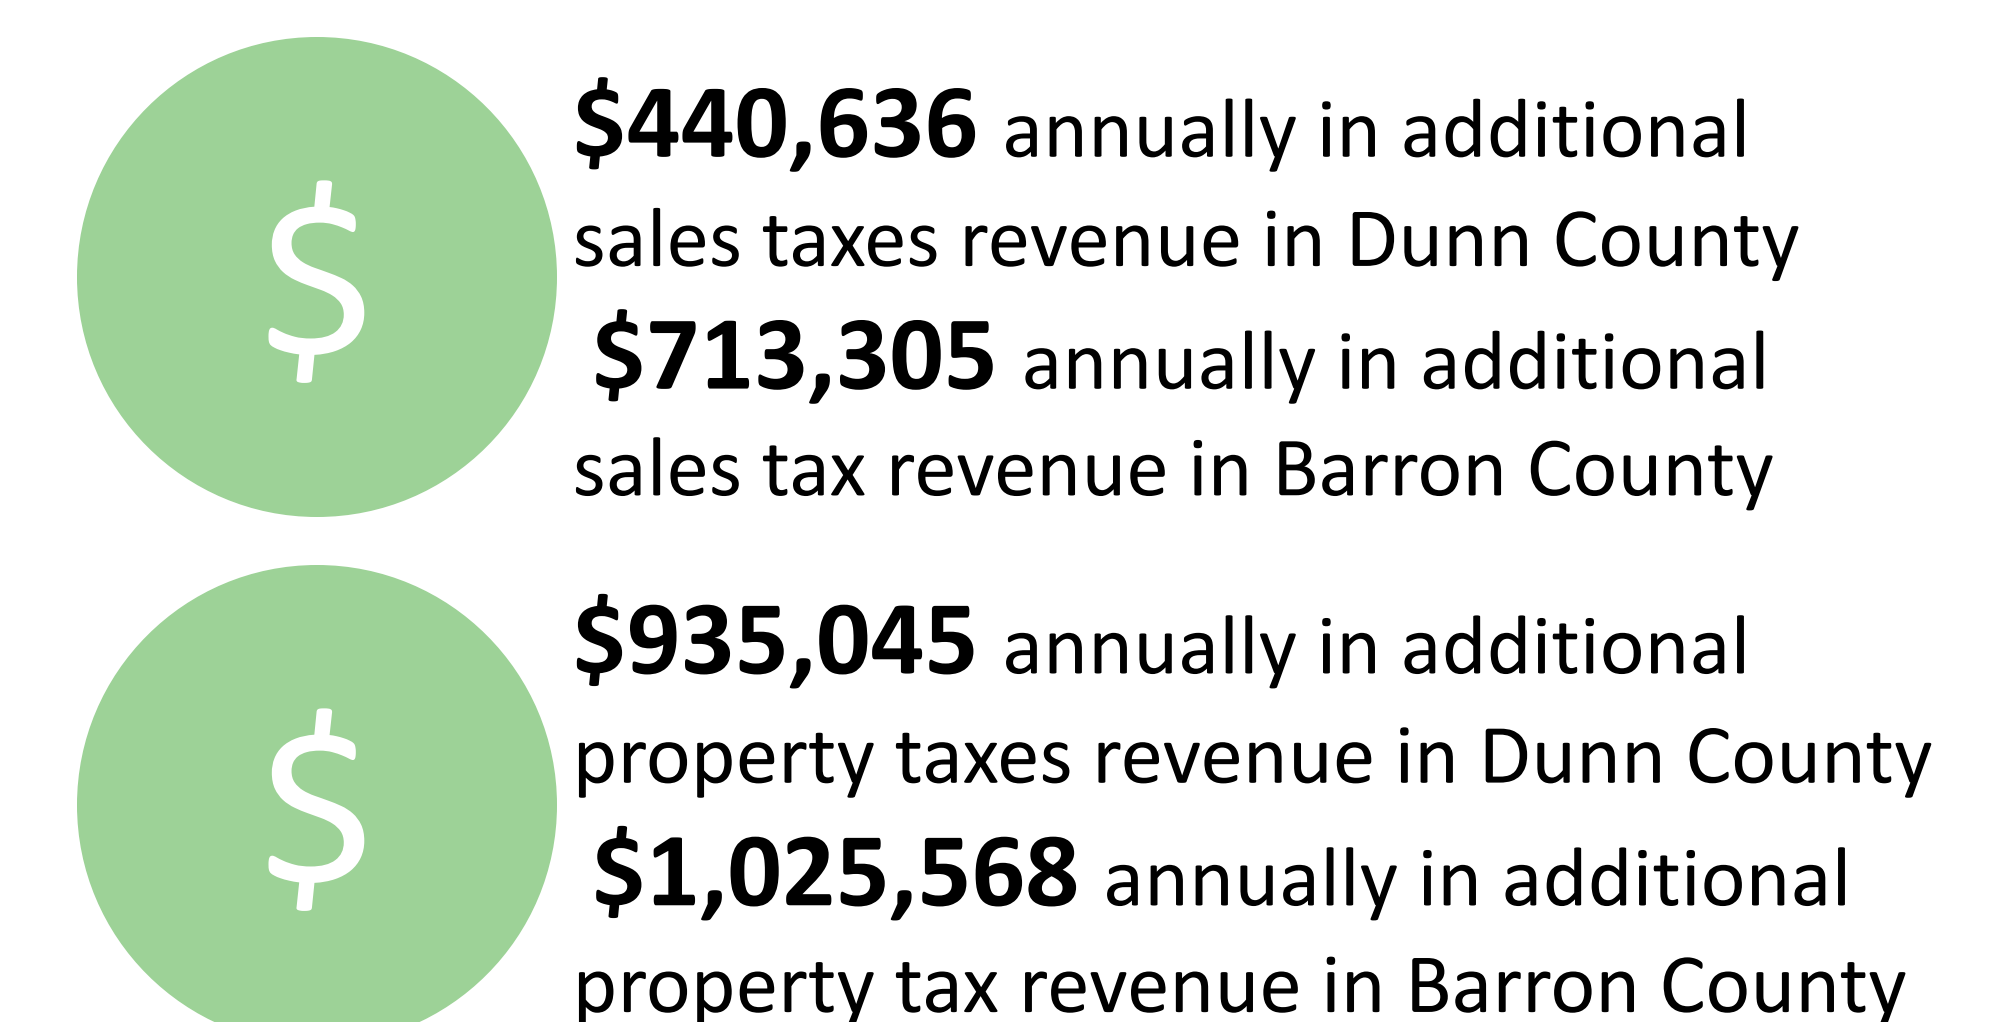 $
$440,636 annually in additional
sales taxes revenue in Dunn County
$713,305 annually in additional
sales tax revenue in Barron County
$
$935,045 annually in additional
property taxes revenue in Dunn County
$1,025,568 annually in additional
property tax revenue in Barron County